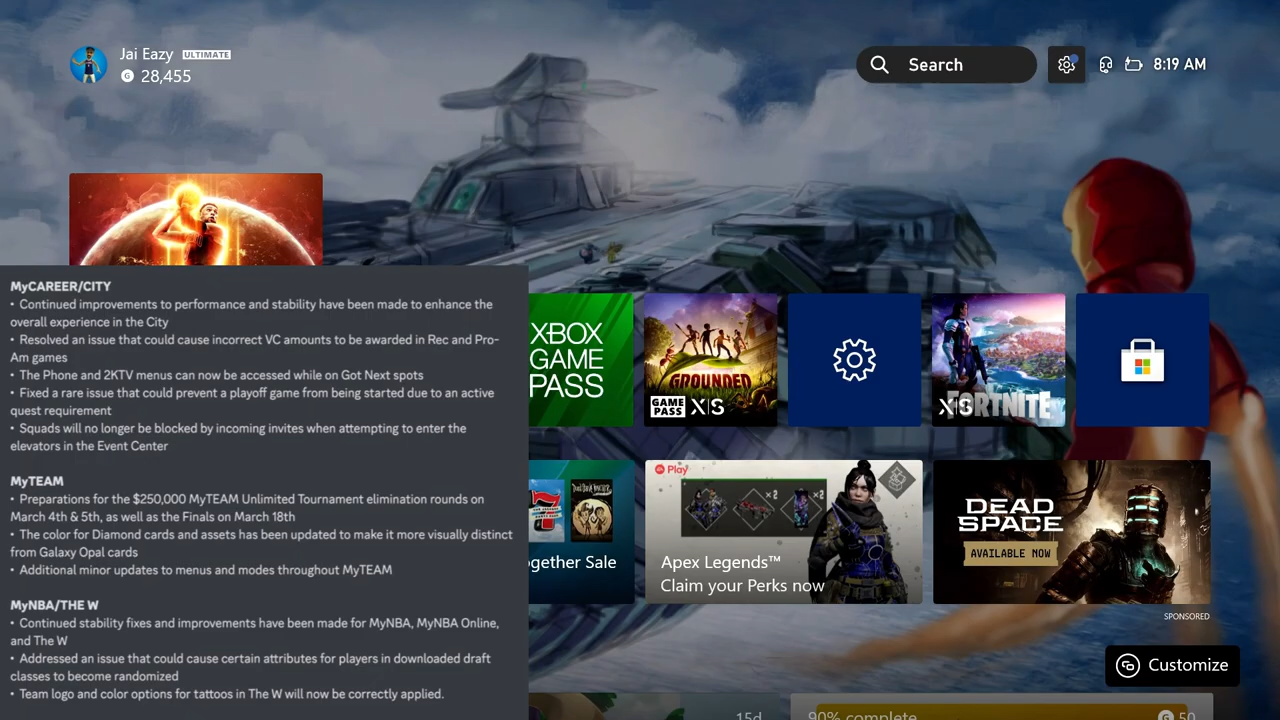 Jai Eazy ULTIMATE
G 28,455
Search
8:19 AM
MyCAREER/CITY
• Continued improvements to performance and stability have been made to enhance the
overall experience in the City
• Resolved an issue that could cause incorrect VC amounts to be awarded in Rec and Pro-
Am games
• The Phone and 2KTV menus can now be accessed while on Got Next spots
• Fixed a rare issue that could prevent a playoff game from being started due to an active
quest requirement
• Squads will no longer be blocked by incoming invites when attempting to enter the
elevators in the Event Center
MyTEAM
• Preparations for the $250,000 MyTEAM Unlimited Tournament elimination rounds on
March 4th & 5th, as well as the Finals on March 18th
• The color for Diamond cards and assets has been updated to make it more visually distinct
from Galaxy Opal cards
• Additional minor updates to menus and modes throughout MyTEAM
MyNBA/THE W
• Continued stability fixes and improvements have been made for MyNBA, MyNBA Online,
and The W
• Addressed an issue that could cause certain attributes for players in downloaded draft
classes to become randomized
• Team logo and color options for tattoos in The W will now be correctly applied.
XBOX
GAME
PASS
GROUNDED
GAME
PASS
X|S
X|S
FORTNITE
gether Sale
EA Play
×2
×2
Apex Legends™
Claim your Perks now
DEAD
SPACE
AVAILABLE NOW
SPONSORED
Customize
15d
90% complete
G 50